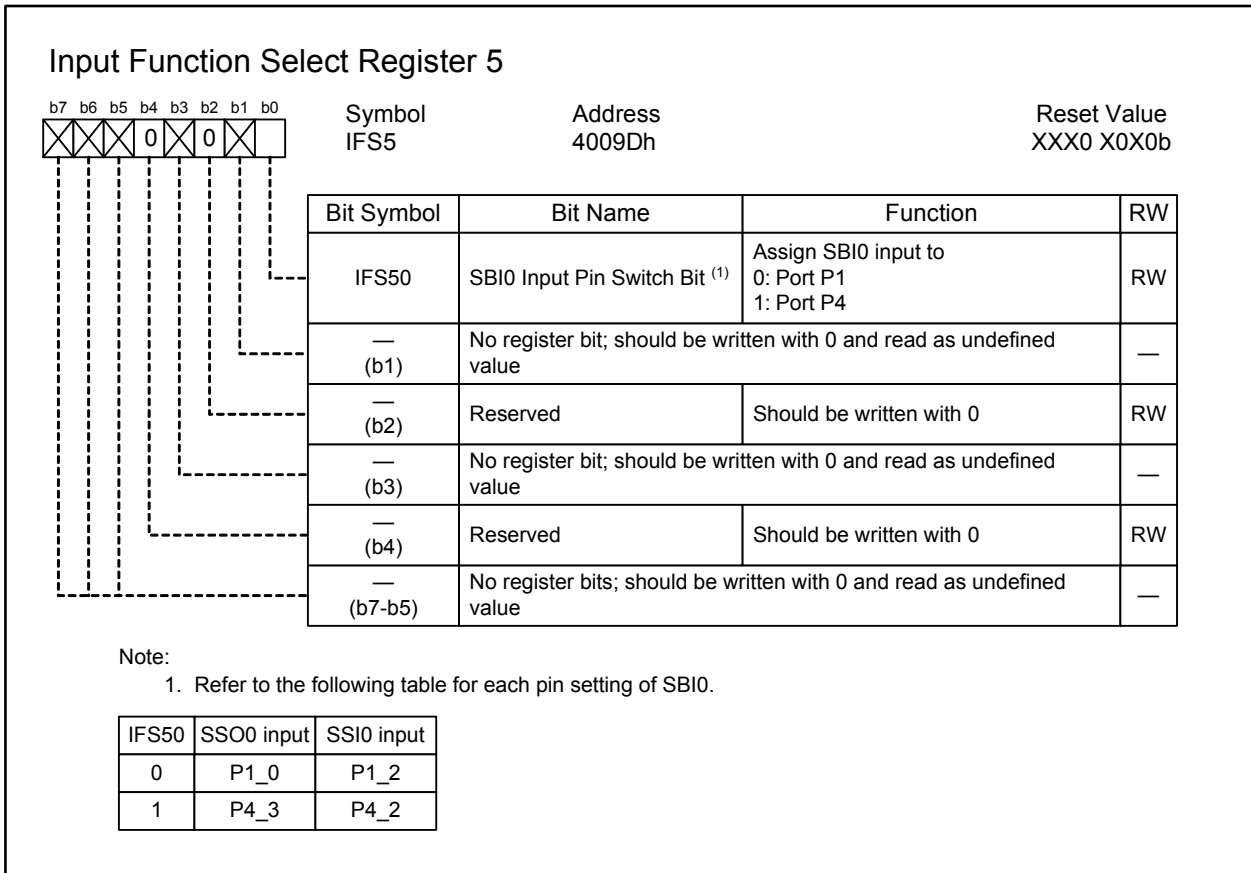 Input Function Select Register 5
b7 b6 b5 b4 b3 b2 b1 b0
0 0
Symbol Address Reset Value
IFS5 4009Dh XXX0 X0X0b
Bit Symbol Bit Name Function RW
IFS50 SBI0 Input Pin Switch Bit (1) Assign SBI0 input to
0: Port P1
1: Port P4 RW
—
(b1) No register bit; should be written with 0 and read as undefined
value —
—
(b2) Reserved Should be written with 0 RW
—
(b3) No register bit; should be written with 0 and read as undefined
value —
—
(b4) Reserved Should be written with 0 RW
—
(b7-b5) No register bits; should be written with 0 and read as undefined
value —
Note:
1. Refer to the following table for each pin setting of SBI0.
IFS50 SSO0 input SSI0 input
0 P1_0 P1_2
1 P4_3 P4_2